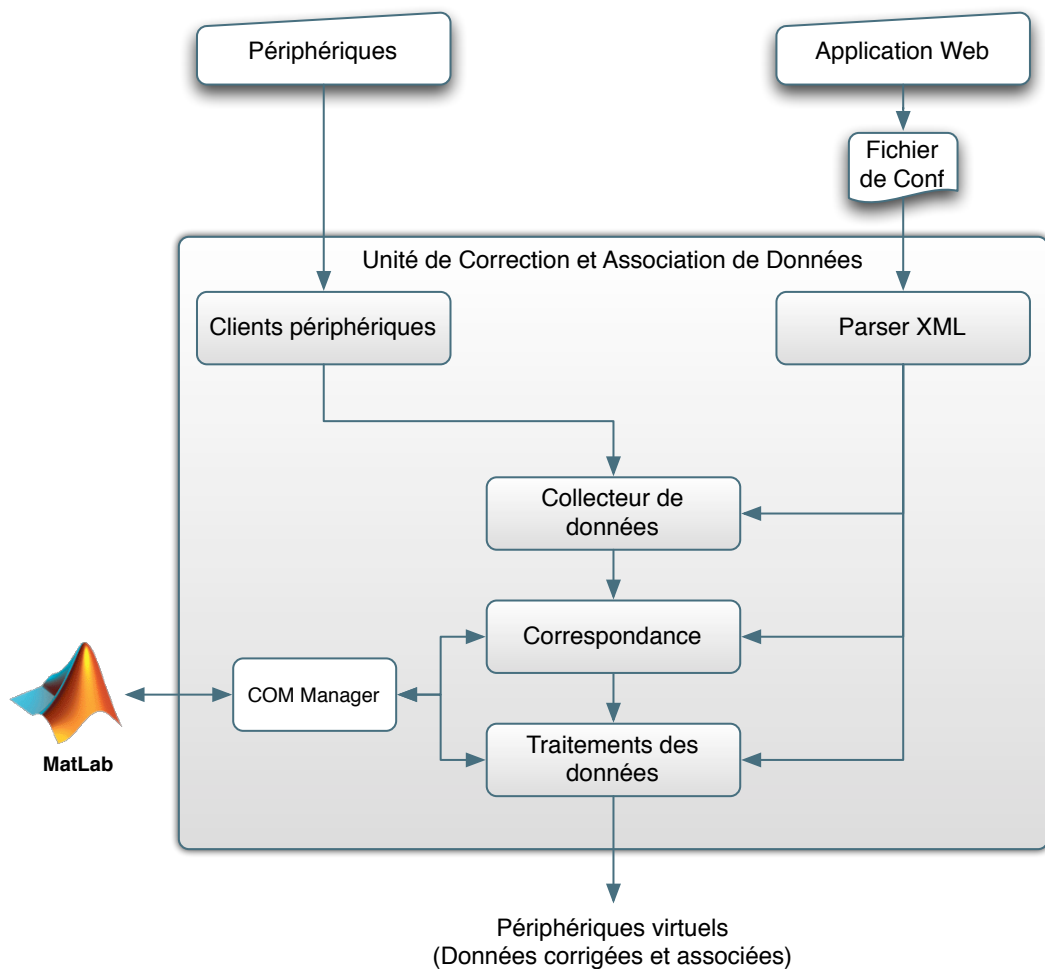 Périphériques
Application Web
Fichier
de Conf
Unité de Correction et Association de Données
Clients périphériques
Parser XML
Collecteur de
données
Correspondance
COM Manager
MatLab
Traitements des
données
Périphériques virtuels
(Données corrigées et associées)